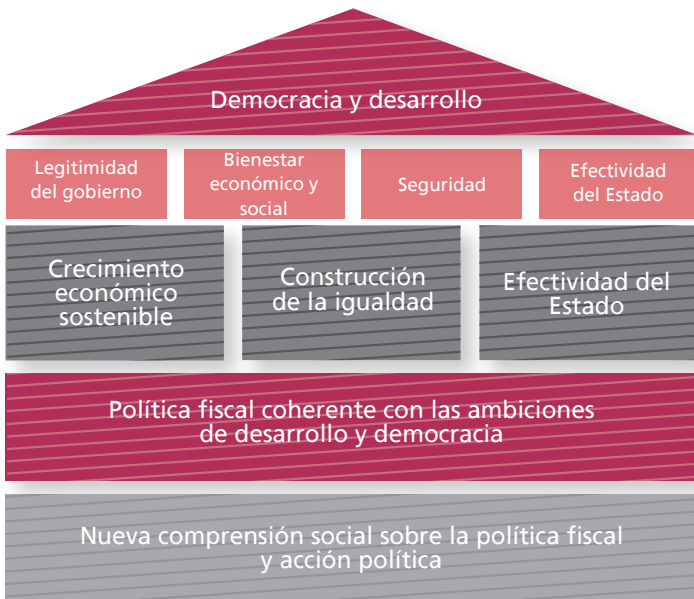 Democracia y desarrollo
Legitimidad
del gobierno
Bienestar
económico y
social
Seguridad
Efectividad
del Estado
Crecimiento
económico
sostenible
Construcción
de la igualdad
Efectividad del
Estado
Política fiscal coherente con las ambiciones
de desarrollo y democracia
Nueva comprensión social sobre la política fiscal
y acción política